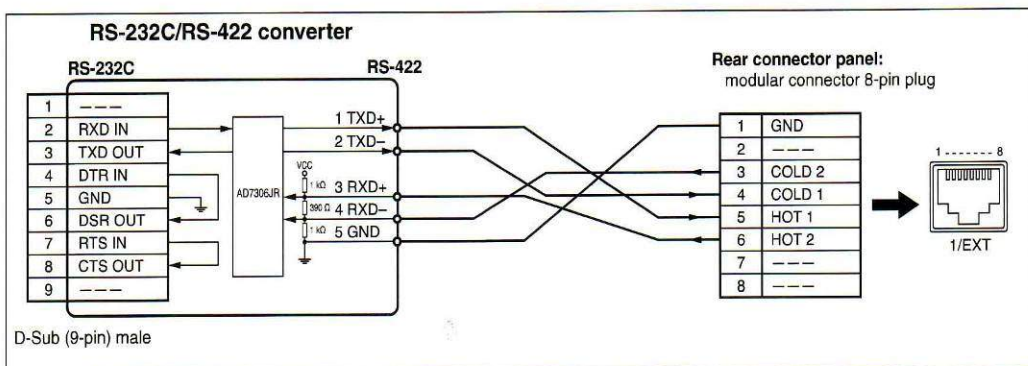 RS-232C/RS-422 converter
RS-232C
RS-422
1 ---
2 RXD IN
3 TXD OUT
4 DTR IN
5 GND
6 DSR OUT
7 RTS IN
8 CTS OUT
9 ---
D-Sub (9-pin) male
AD7306JR
VCC
1 kΩ
390 Ω
1 kΩ
1 TXD+
2 TXD–
3 RXD+
4 RXD–
5 GND
Rear connector panel:
modular connector 8-pin plug
1 GND
2 ---
3 COLD 2
4 COLD 1
5 HOT 1
6 HOT 2
7 ---
8 ---
1 ------- 8
1/EXT